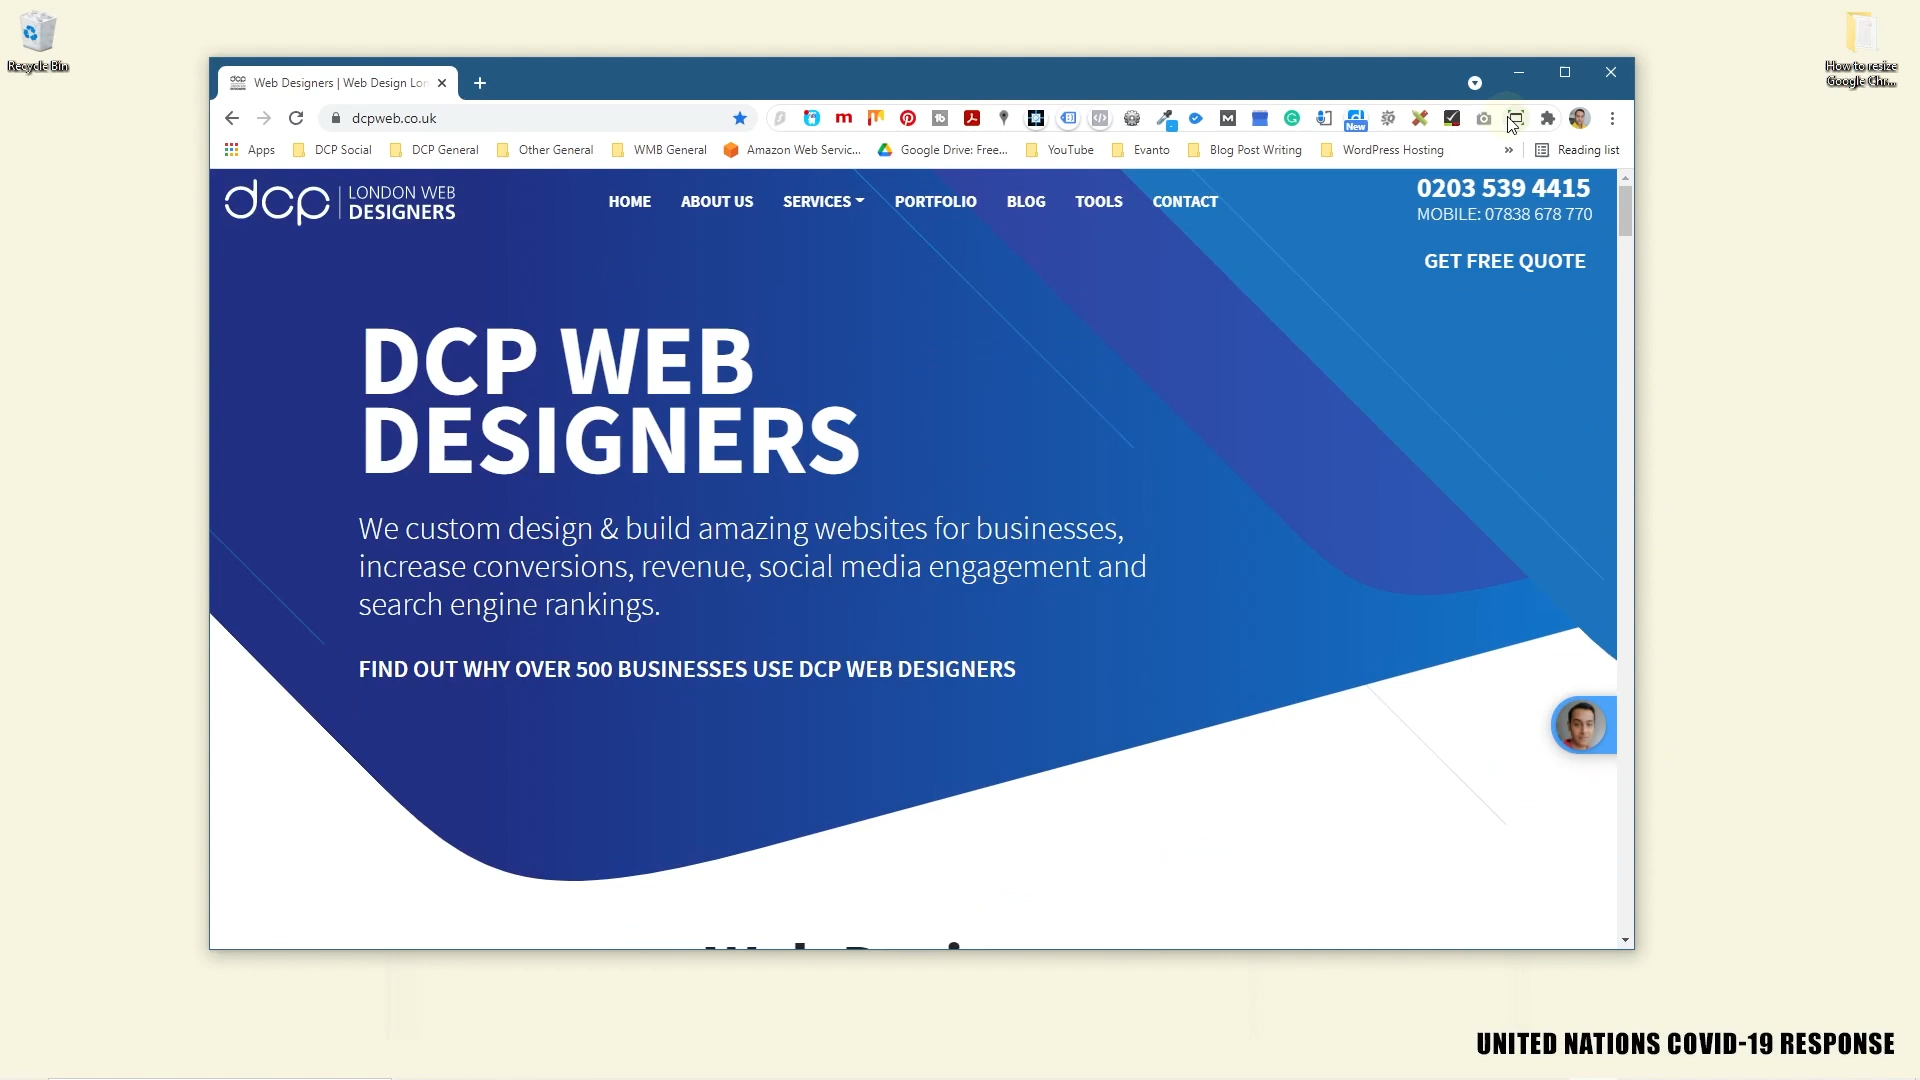 Recycle Bin
How to resize
Google Chr...
Web Designers | Web Design Lon
dcpweb.co.uk
New
Apps
DCP Social
DCP General
Other General
WMB General
Amazon Web Servic...
Google Drive: Free...
YouTube
Evanto
Blog Post Writing
WordPress Hosting
»
Reading list
dcp LONDON WEB
DESIGNERS
HOME
ABOUT US
SERVICES
PORTFOLIO
BLOG
TOOLS
CONTACT
0203 539 4415
MOBILE: 07838 678 770
GET FREE QUOTE
DCP WEB
DESIGNERS
We custom design & build amazing websites for businesses,
increase conversions, revenue, social media engagement and
search engine rankings.
FIND OUT WHY OVER 500 BUSINESSES USE DCP WEB DESIGNERS
UNITED NATIONS COVID-19 RESPONSE